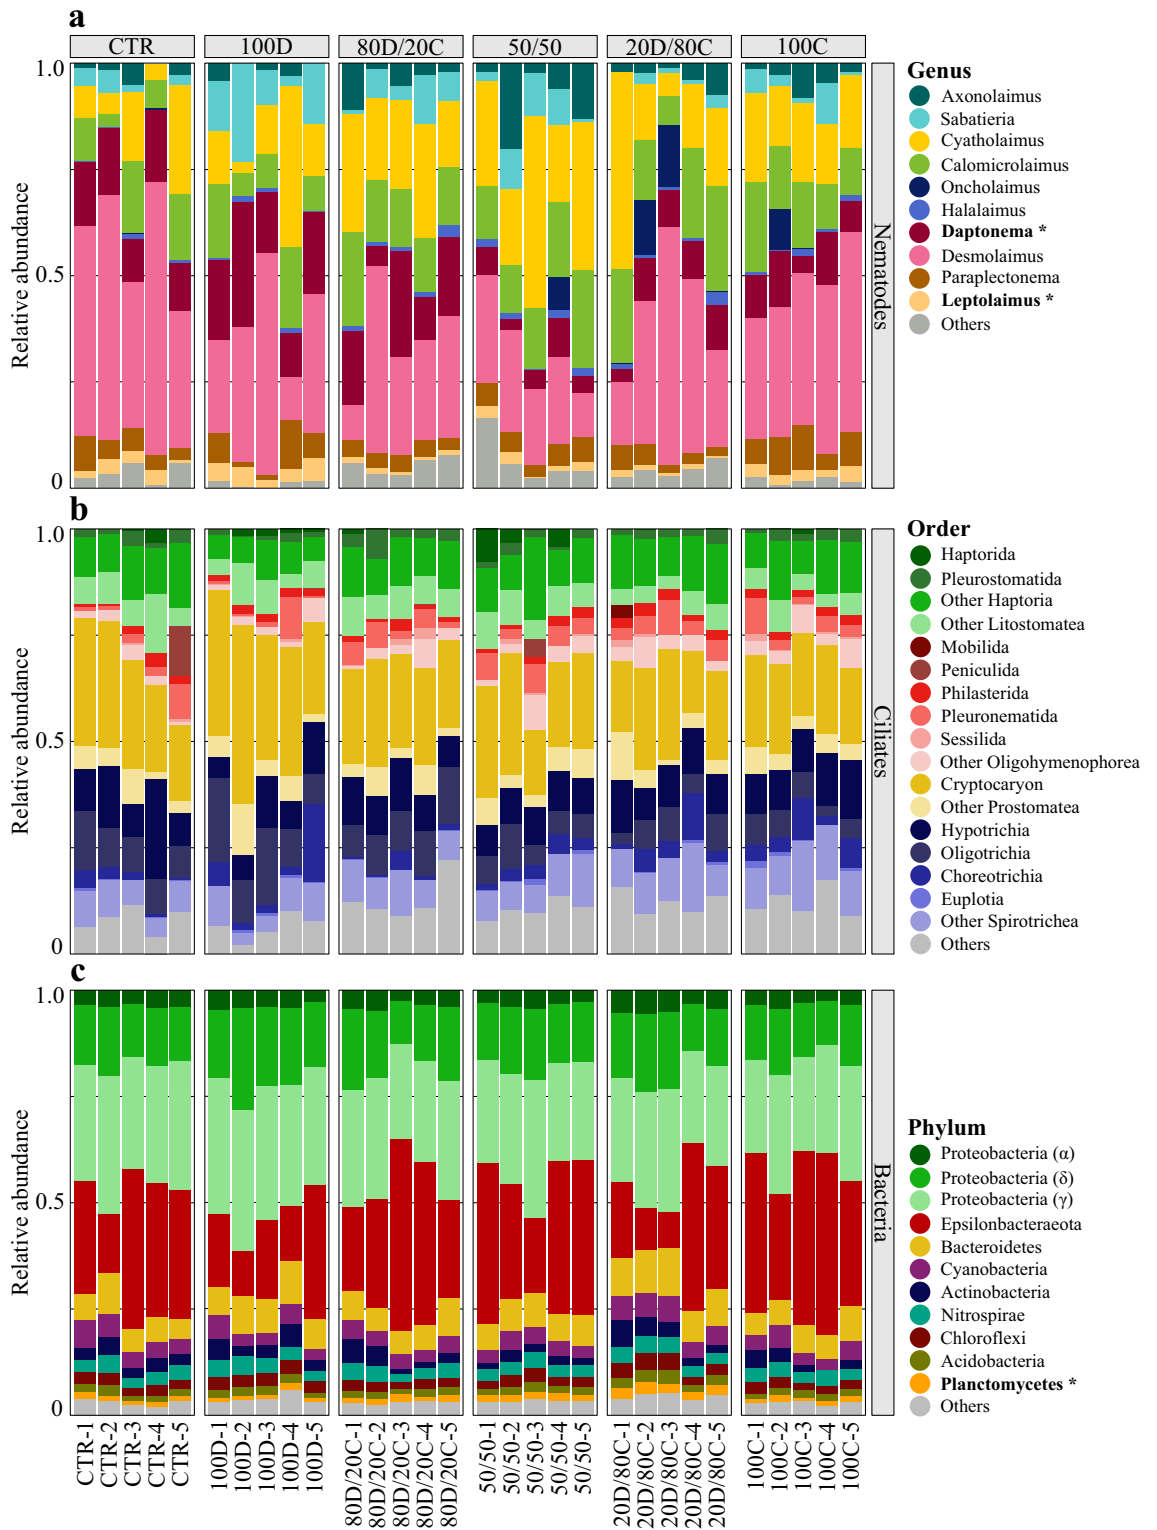 a
CTR 100D 80D/20C 50/50 20D/80C 100C
1.0
0.5
0
Relative abundance
Nematodes
Genus
Axonolaimus
Sabatieria
Cyatholaimus
Calomicrolaimus
Oncholaimus
Halalaimus
Daptonema *
Desmolaimus
Paraplectonema
Leptolaimus *
Others
b
1.0
0.5
0
Relative abundance
Ciliates
Order
Haptorida
Pleurostomatida
Other Haptoria
Other Litostomatea
Mobilida
Peniculida
Philasterida
Pleuronematida
Sessilida
Other Oligohymenophorea
Cryptocaryon
Other Prostomatea
Hypotrichia
Oligotrichia
Choreotrichia
Euplotia
Other Spirotrichea
Others
c
1.0
0.5
0
Relative abundance
Bacteria
Phylum
Proteobacteria (α)
Proteobacteria (δ)
Proteobacteria (γ)
Epsilonbacteraeota
Bacteroidetes
Cyanobacteria
Actinobacteria
Nitrospirae
Chloroflexi
Acidobacteria
Planctomycetes *
Others
CTR-1
CTR-2
CTR-3
CTR-4
CTR-5
100D-1
100D-2
100D-3
100D-4
100D-5
80D/20C-1
80D/20C-2
80D/20C-3
80D/20C-4
80D/20C-5
50/50-1
50/50-2
50/50-3
50/50-4
50/50-5
20D/80C-1
20D/80C-2
20D/80C-3
20D/80C-4
20D/80C-5
100C-1
100C-2
100C-3
100C-4
100C-5